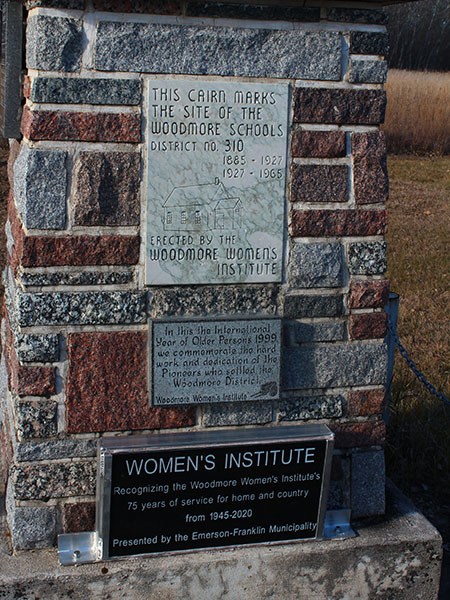 THIS CAIRN MARKS
THE SITE OF THE
WOODMORE SCHOOLS
DISTRICT NO. 310
1885 - 1927
1927 - 1965
ERECTED BY THE
WOODMORE WOMEN'S
INSTITUTE
In this the International
Year of Older Persons 1999
we commemorate the hard
work and dedication of the
Pioneers who settled the
Woodmore District.
Woodmore Women's Institute
WOMEN'S INSTITUTE
Recognizing the Woodmore Women's Institute's
75 years of service for home and country
from 1945-2020
Presented by the Emerson-Franklin Municipality